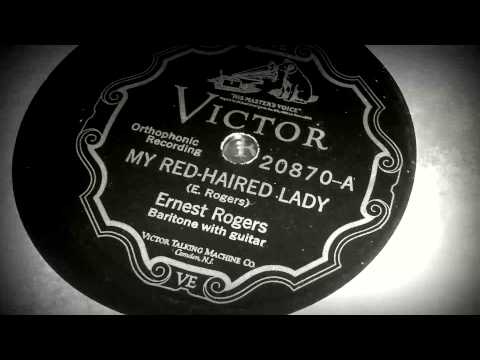 "HIS MASTER'S VOICE"
VICTOR
Orthophonic
Recording
20870-A
MY RED-HAIRED LADY
(E. Rogers)
Ernest Rogers
Baritone with guitar
VICTOR TALKING MACHINE CO.
Camden, N.J.
VE
VE